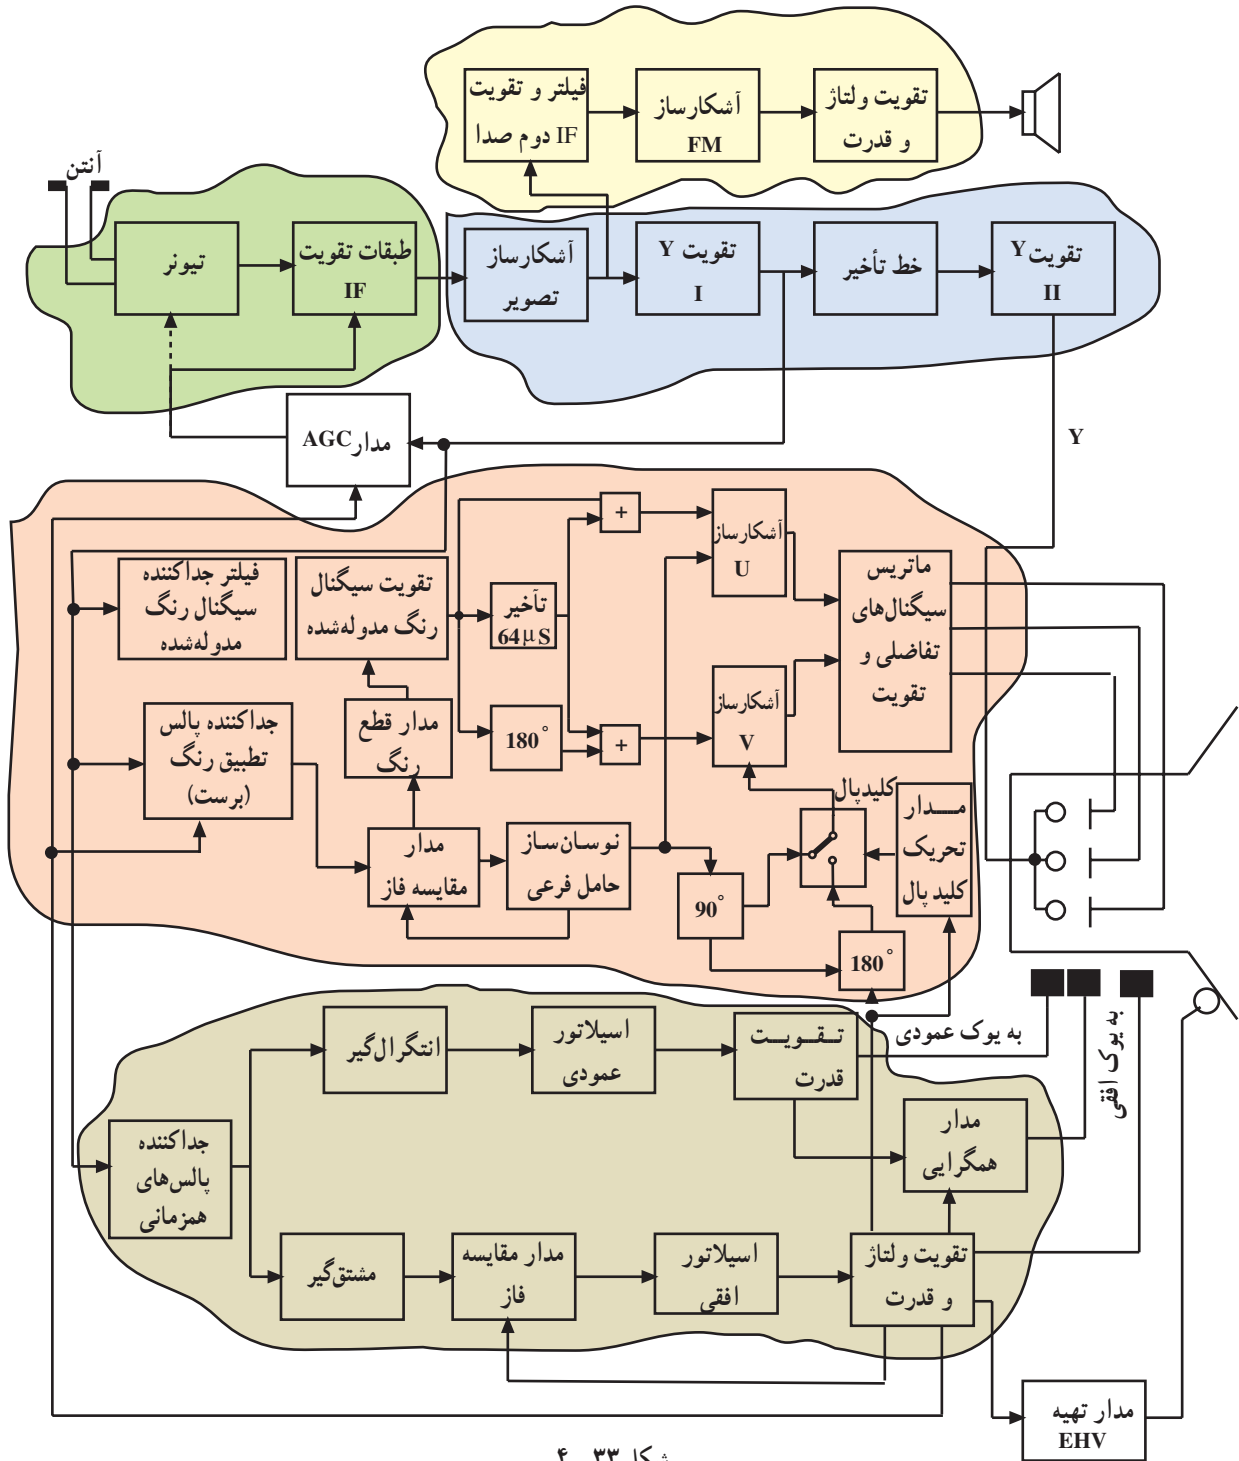 فیلتر و تقویت
IF دوم صدا
آشکارساز
FM
تقویت ولتاژ
و قدرت
آنتن
تیونر
طبقات تقویت
IF
آشکارساز
تصویر
تقویت Y
I
خط تأخیر
تقویت Y
II
مدار AGC
Y
فیلتر جداکننده
سیگنال رنگ
مدوله‌شده
تقویت سیگنال
رنگ مدوله‌شده
تأخیر
64μS
+
آشکارساز
U
ماتریس
سیگنال‌های
تفاضلی و
تقویت
جداکننده پالس
تطبیق رنگ
(برست)
مدار قطع
رنگ
180°
+
آشکارساز
V
کلیدپال
مدار
تحریک
کلید پال
مدار
مقایسه فاز
نوسان‌ساز
حامل فرعی
90°
180°
به یوک عمودی
به یوک افقی
انتگرال‌گیر
اسیلاتور
عمودی
تقویت
قدرت
جداکننده
پالس‌های
همزمانی
مدار
همگرایی
مشتق‌گیر
مدار مقایسه
فاز
اسیلاتور
افقی
تقویت ولتاژ
و قدرت
مدار تهیه
EHV
شکل ۳۳ـ۴